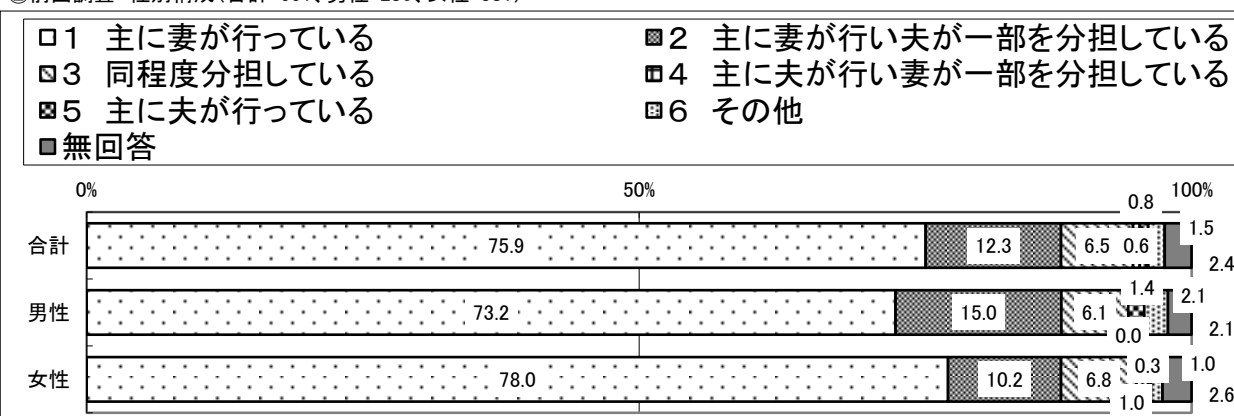 1 主に妻が行っている
2 主に妻が行い夫が一部を分担している
3 同程度分担している
4 主に夫が行い妻が一部を分担している
5 主に夫が行っている
6 その他
無回答
0% 50% 100%
0.8
合計 75.9 12.3 6.5 0.6 1.5 2.4
男性 73.2 15.0 6.1 0.0 1.4 2.1 2.1
女性 78.0 10.2 6.8 1.0 0.3 1.0 2.6